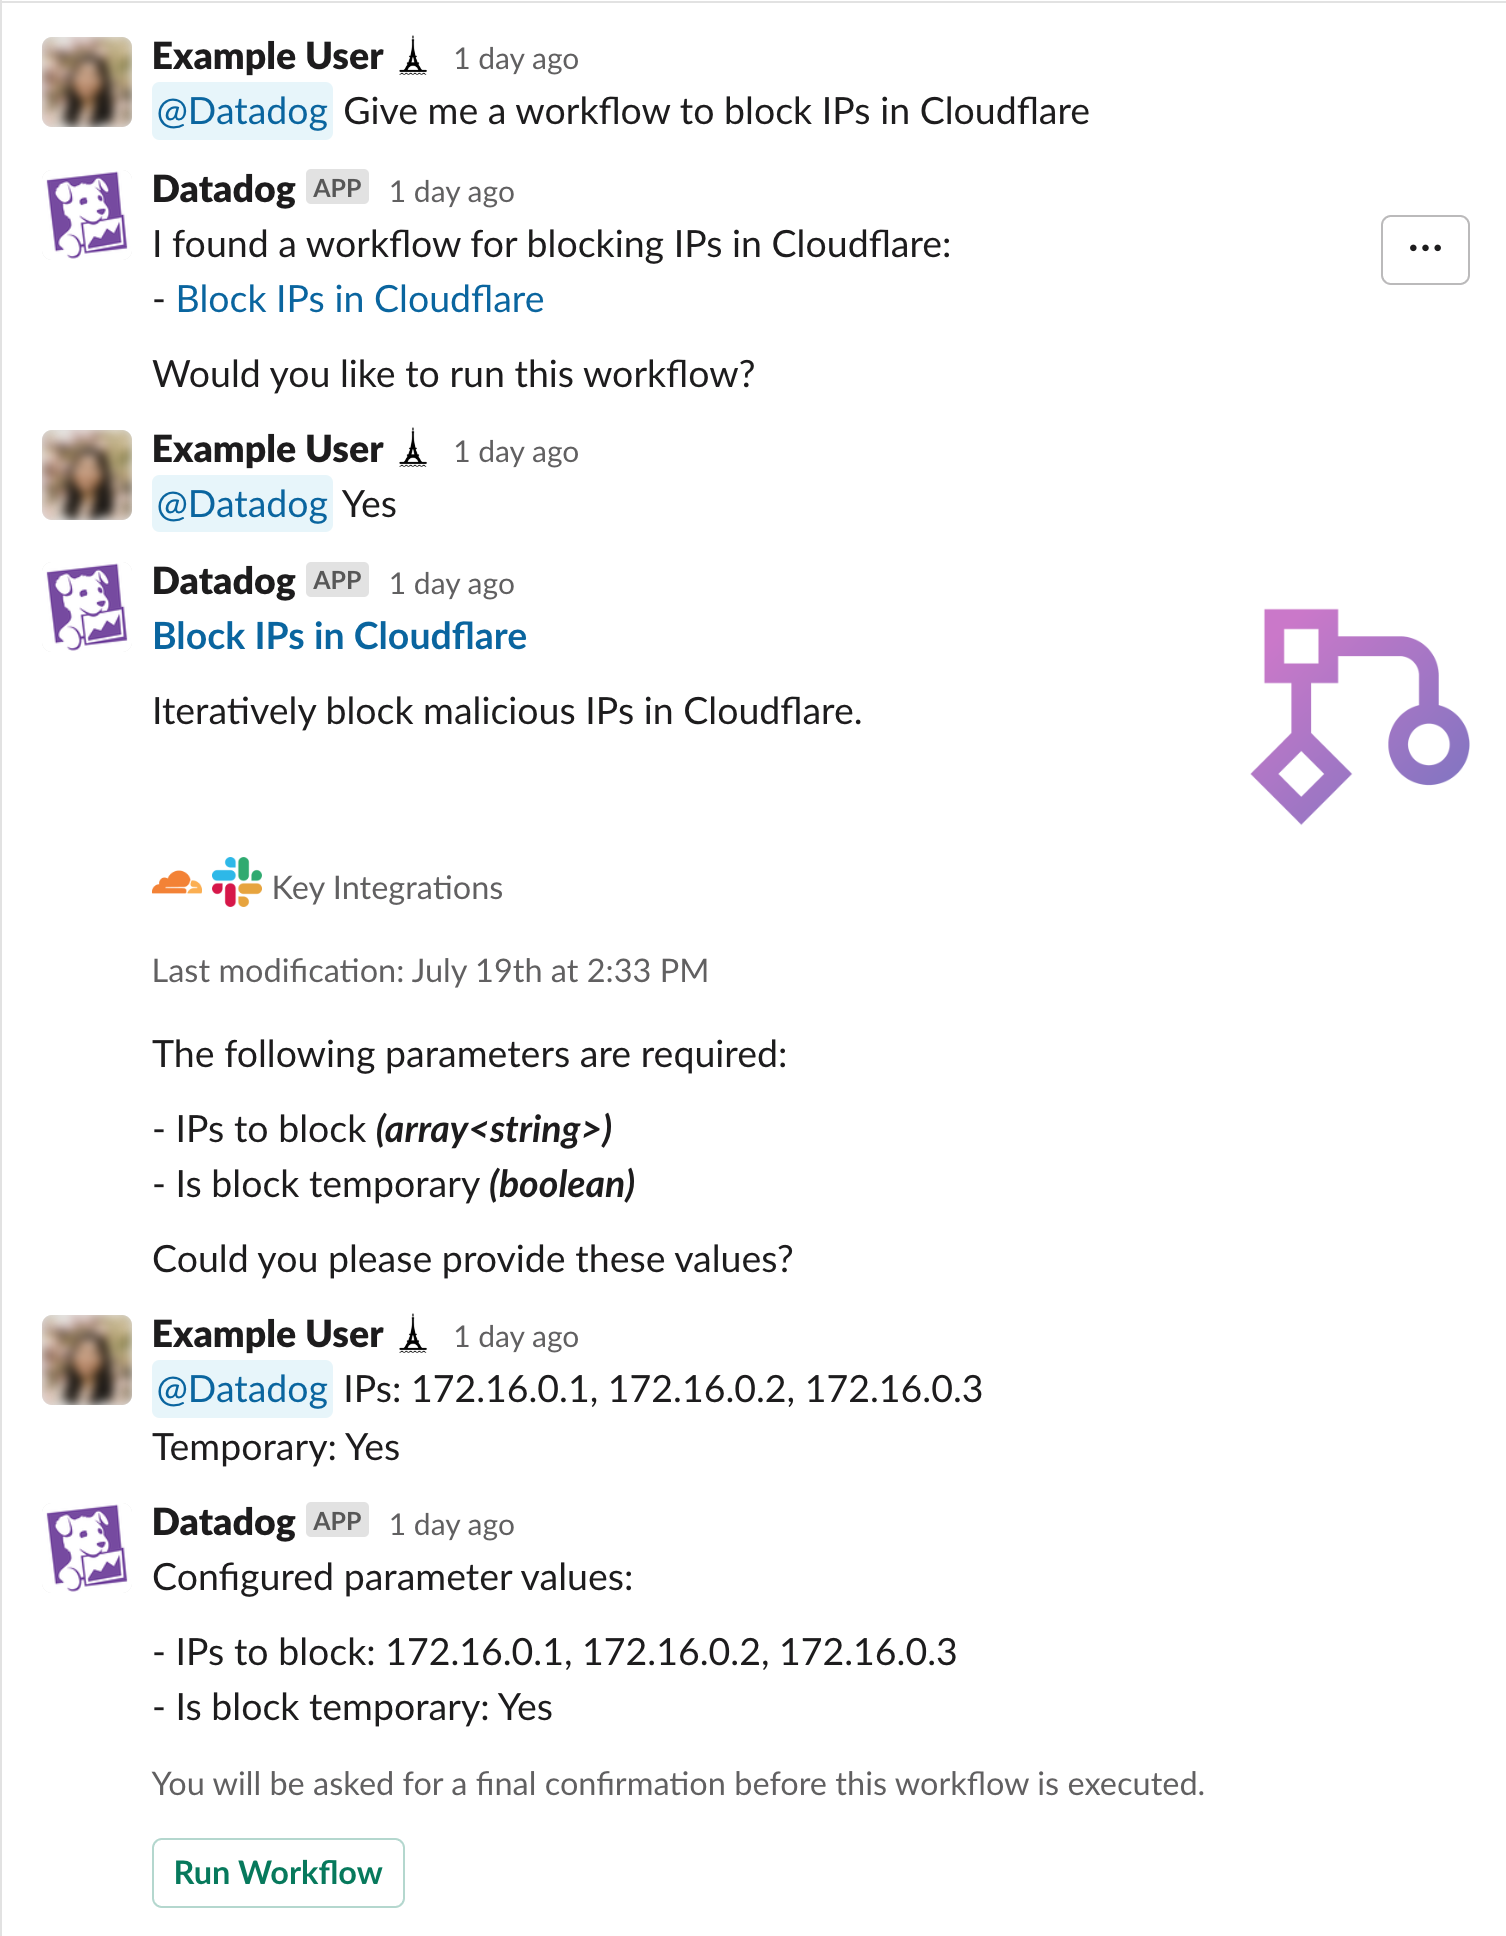 Example User 1 day ago
@Datadog Give me a workflow to block IPs in Cloudflare
Datadog APP 1 day ago
I found a workflow for blocking IPs in Cloudflare:
- Block IPs in Cloudflare
Would you like to run this workflow?
Example User 1 day ago
@Datadog Yes
Datadog APP 1 day ago
Block IPs in Cloudflare
Iteratively block malicious IPs in Cloudflare.
Key Integrations
Last modification: July 19th at 2:33 PM
The following parameters are required:
- IPs to block (array<string>)
- Is block temporary (boolean)
Could you please provide these values?
Example User 1 day ago
@Datadog IPs: 172.16.0.1, 172.16.0.2, 172.16.0.3
Temporary: Yes
Datadog APP 1 day ago
Configured parameter values:
- IPs to block: 172.16.0.1, 172.16.0.2, 172.16.0.3
- Is block temporary: Yes
You will be asked for a final confirmation before this workflow is executed.
Run Workflow